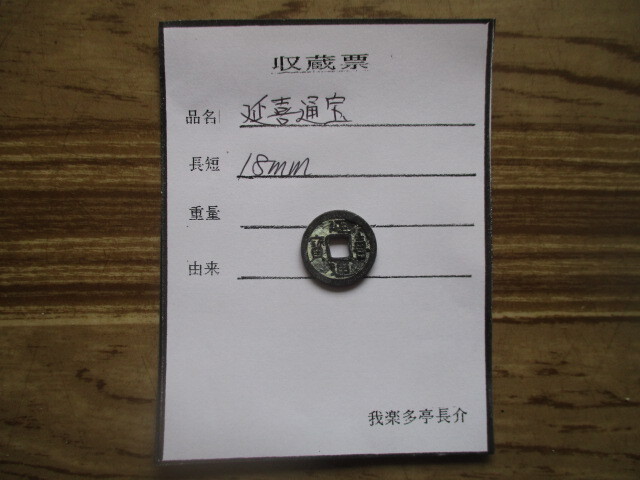 収蔵票
品名 延喜通宝
長短 18mm
重量
由来
我楽多亭長介